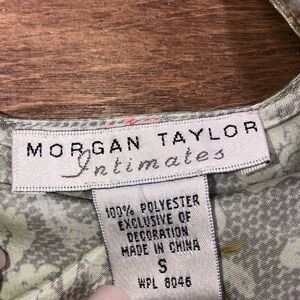 MORGAN TAYLOR
Intimates
100% POLYESTER
EXCLUSIVE OF
DECORATION
MADE IN CHINA
S
WPL 8046